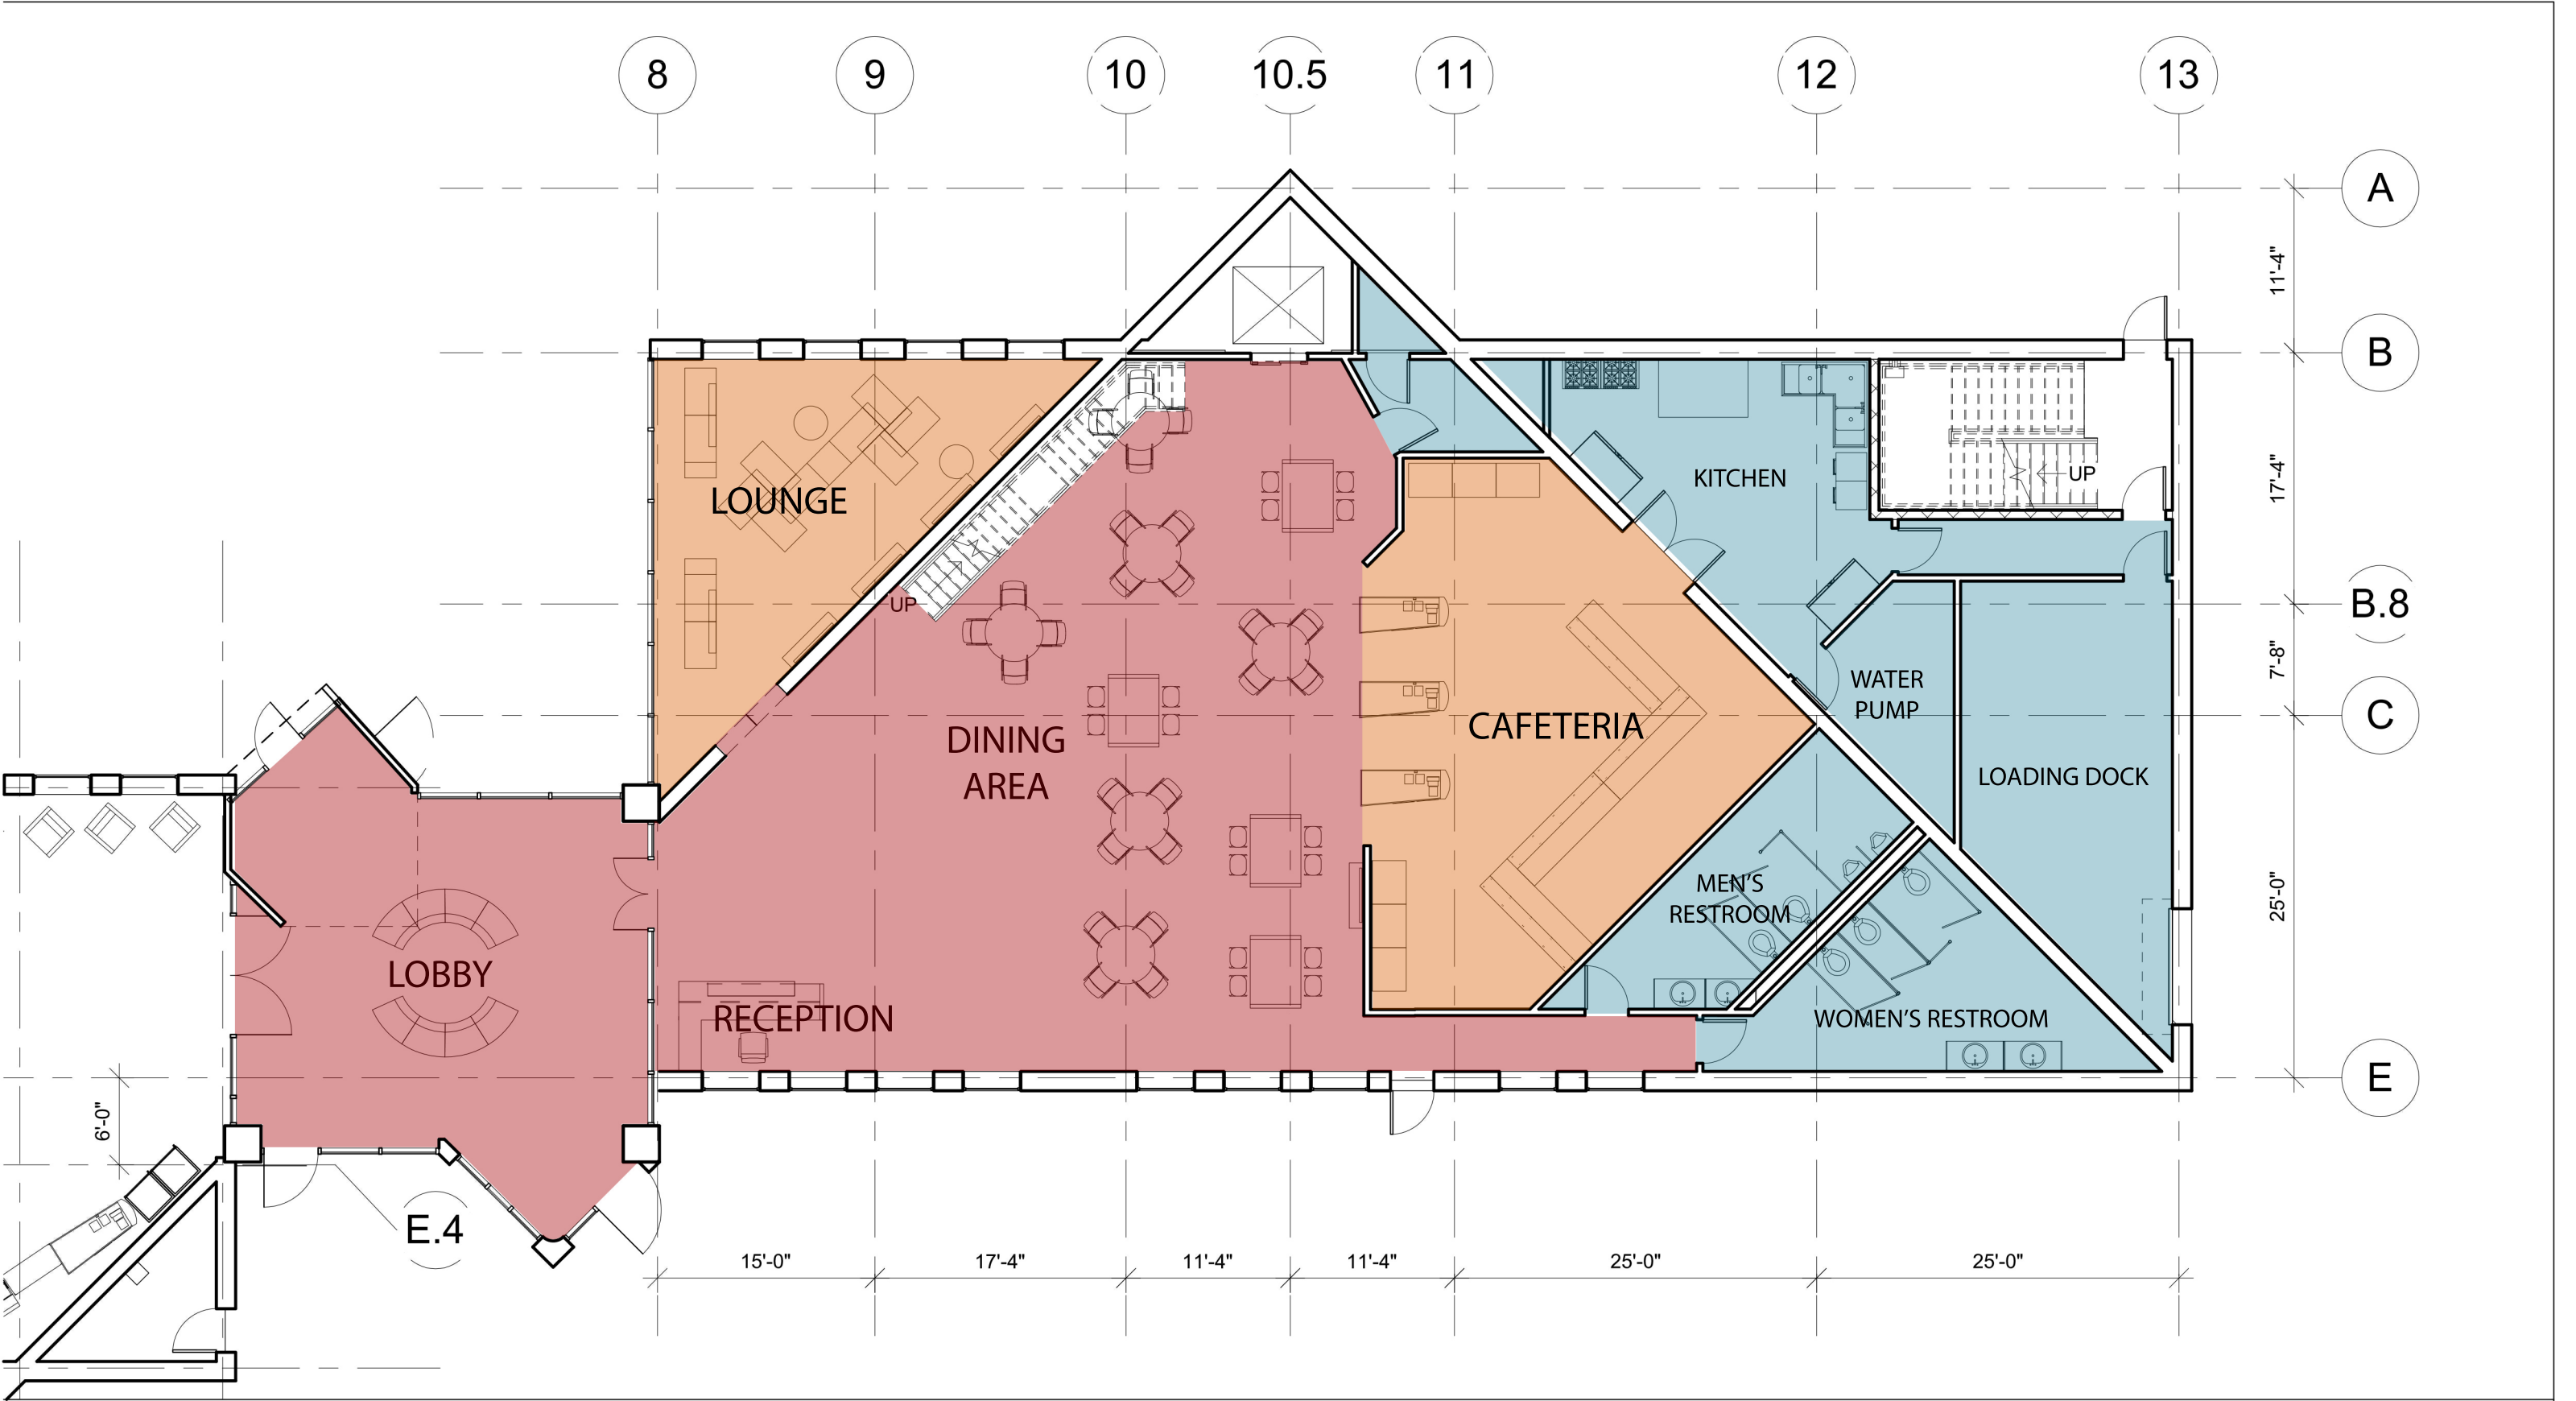 8
9
10
10.5
11
12
13
A
11'-4"
B
17'-4"
B.8
7'-8"
C
25'-0"
E
LOUNGE
UP
KITCHEN
UP
DINING
AREA
CAFETERIA
WATER
PUMP
LOADING DOCK
MEN'S
RESTROOM
WOMEN'S RESTROOM
LOBBY
RECEPTION
6'-0"
E.4
15'-0"
17'-4"
11'-4"
11'-4"
25'-0"
25'-0"